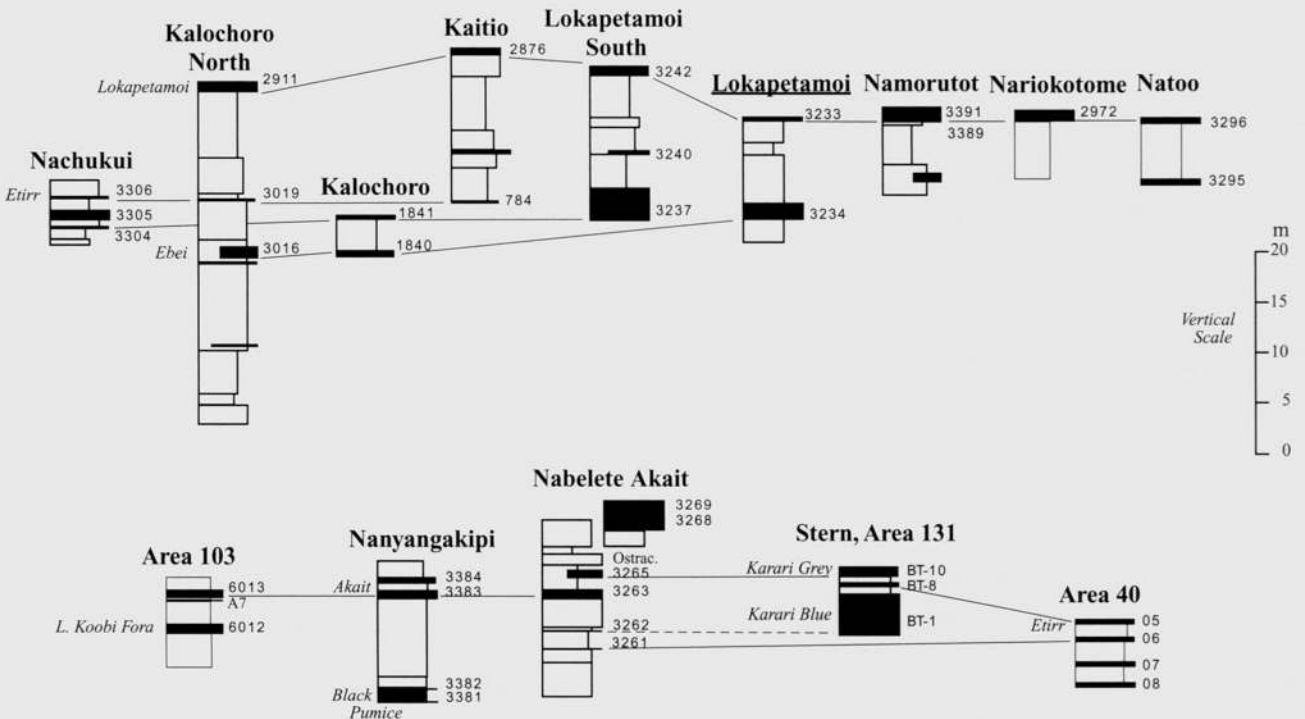 Kalochoro
North
Kaitio
Lokapetamoi
South
Lokapetamoi
2911
2876
3242
Lokapetamoi
Namorutot
Nariokotome
Natoo
3233
3391
3389
2972
3296
Nachukui
3240
Etirr
3306
3305
3304
3019
Kalochoro
784
3295
1841
3237
3234
1840
Ebei
3016
m
20
15
10
5
0
Vertical
Scale
Nabelete Akait
3269
3268
Area 103
Nanyangakipi
Stern, Area 131
Ostrac.
6013
A7
Akait
3384
3383
3265
3263
Karari Grey
BT-10
BT-8
Area 40
L. Koobi Fora
6012
3262
3261
Karari Blue
BT-1
Etirr
05
06
07
08
Black
Pumice
3382
3381